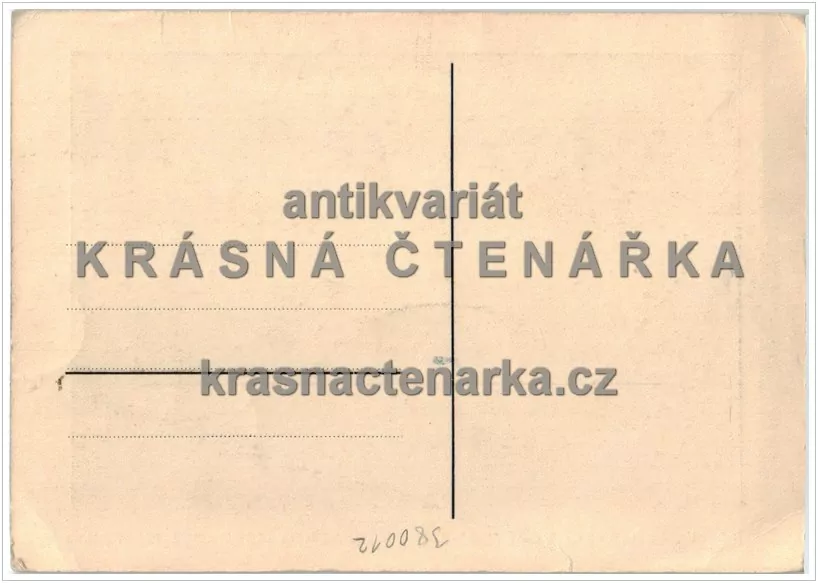 antikvariát
KRÁSNÁ ČTENÁŘKA
krasnactenarka.cz
380012